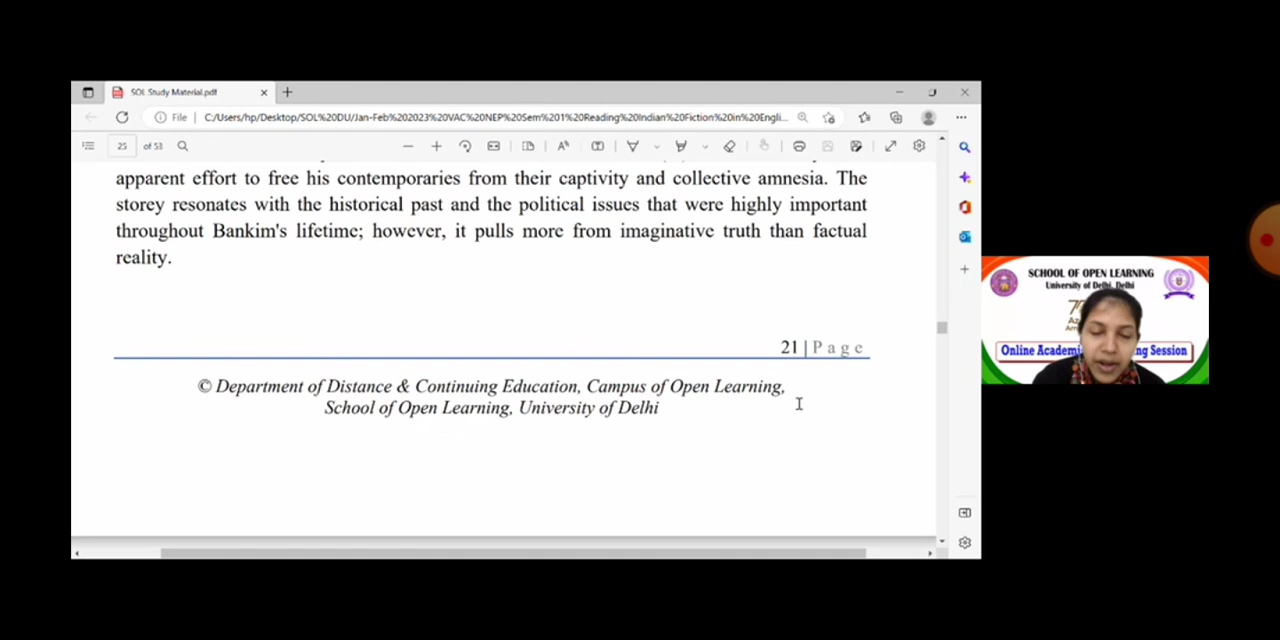 SOL Study Material.pdf
File | C:/Users/hp/Desktop/SOL%20DU/Jan-Feb%202023%20VAC%20NEP%20Sem%201%20Reading%20Indian%20Fiction%20in%20Engli...
25 of 53
apparent effort to free his contemporaries from their captivity and collective amnesia. The
storey resonates with the historical past and the political issues that were highly important
throughout Bankim's lifetime; however, it pulls more from imaginative truth than factual
reality.
21 | P a g e
© Department of Distance & Continuing Education, Campus of Open Learning,
School of Open Learning, University of Delhi
SCHOOL OF OPEN LEARNING
University of Delhi, Delhi
Online Academi
ng Session